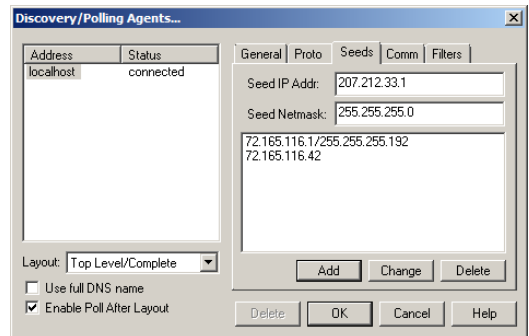 Discovery/Polling Agents...
Address Status
localhost connected
General Proto Seeds Comm Filters
Seed IP Addr: 207.212.33.1
Seed Netmask: 255.255.255.0
72.165.116.1/255.255.255.192
72.165.116.42
Layout: Top Level/Complete
Add Change Delete
Use full DNS name
Enable Poll After Layout
Delete OK Cancel Help